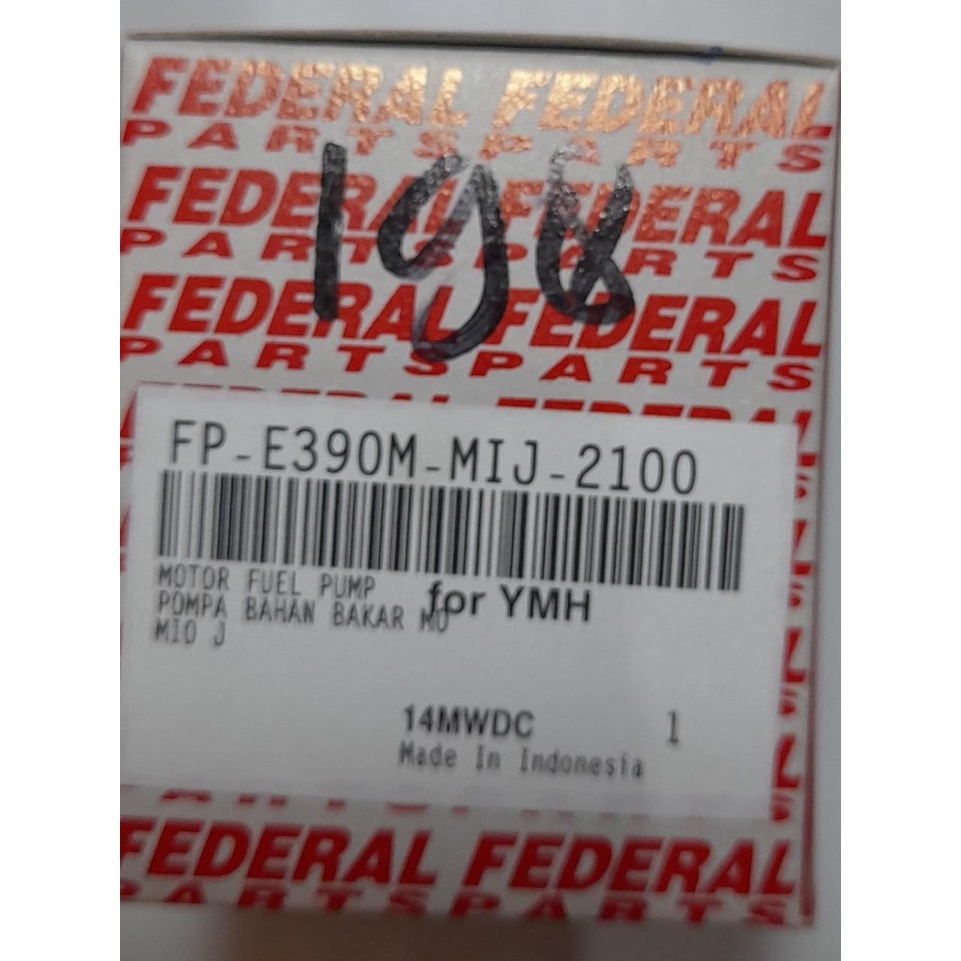 FEDERAL FEDERAL
PARTSPARTS
198
FEDERAL FEDERAL
PARTSPARTS
FEDERAL FEDERAL
PARTSPARTS
FP-E390M-MIJ-2100
MOTOR FUEL PUMP
for YMH
POMPA BAHAN BAKAR MO
MIO J
14MWDC 1
Made In Indonesia
FEDERAL FEDERAL
PARTSPARTS